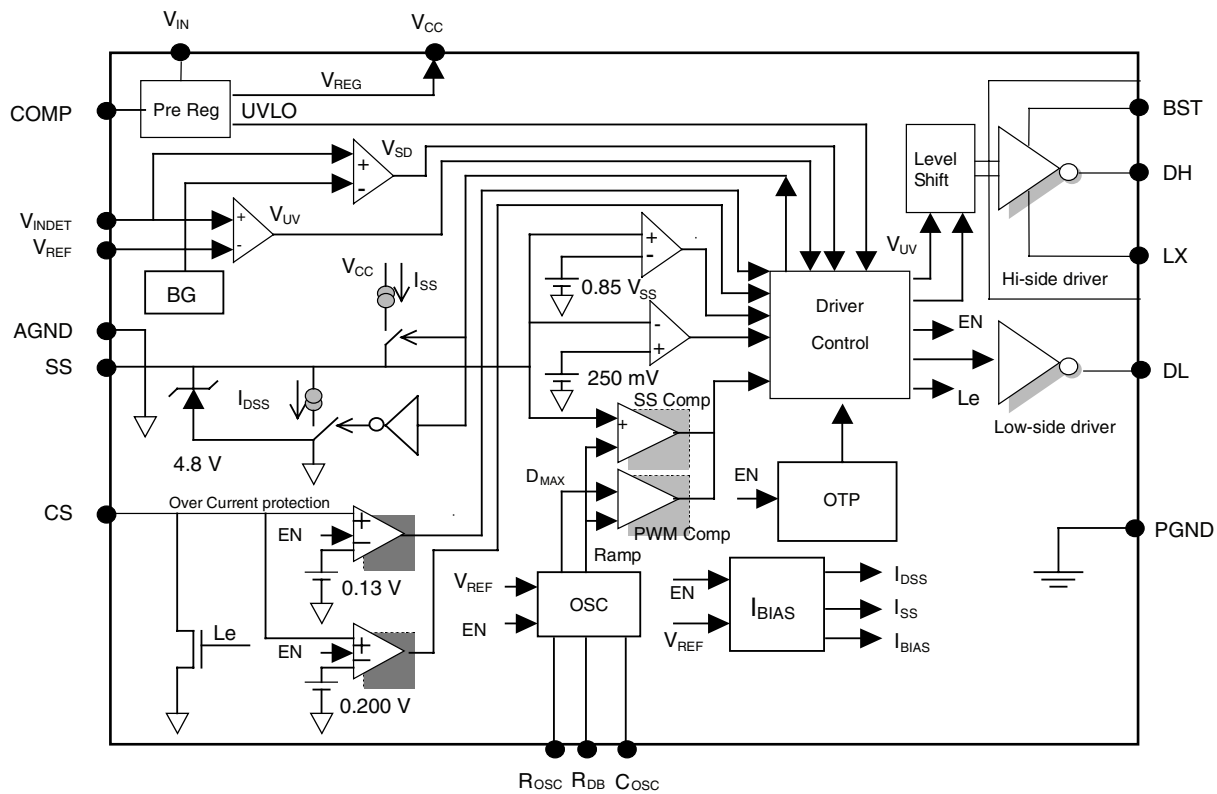 VIN
VCC
VREG
COMP
Pre Reg
UVLO
BST
VSD
Level
Shift
DH
+
-
VINDET
VREF
+
-
VUV
+
-
VUV
LX
VCC
ISS
BG
0.85 VSS
Hi-side driver
Driver
Control
AGND
SS
-
+
EN
IDSS
250 mV
Le
DL
SS Comp
+
Low-side driver
4.8 V
DMAX
EN
OTP
Over Current protection
CS
EN
+
-
PWM Comp
PGND
Ramp
0.13 V
VREF
OSC
EN
IBIAS
IDSS
ISS
Le
EN
EN
+
-
VREF
IBIAS
0.200 V
ROSC
RDB
COSC